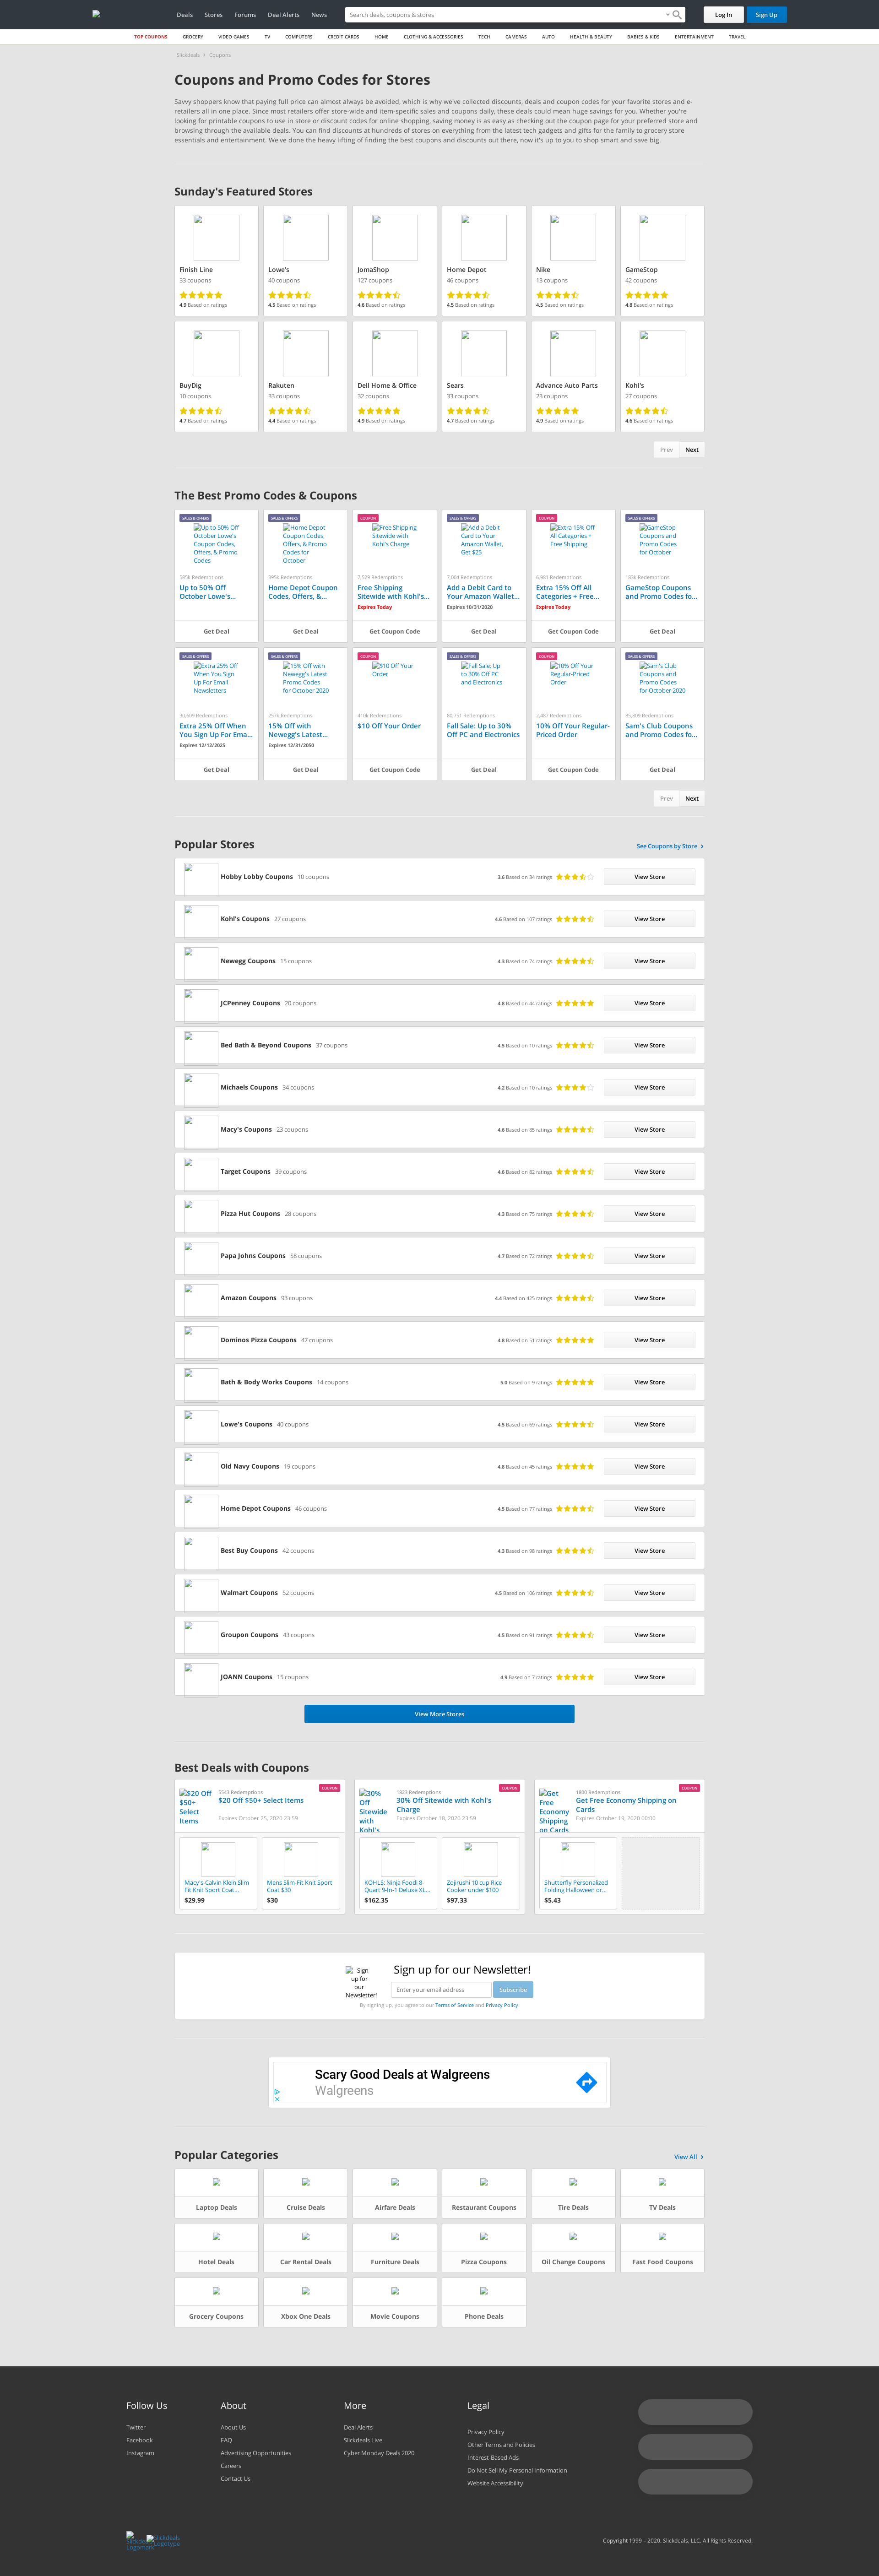 Deals Stores Forums Deal Alerts News
Search deals, coupons & stores
Log In
Sign Up
TOP COUPONS GROCERY VIDEO GAMES TV COMPUTERS CREDIT CARDS HOME CLOTHING & ACCESSORIES TECH CAMERAS AUTO HEALTH & BEAUTY BABIES & KIDS ENTERTAINMENT TRAVEL
Slickdeals › Coupons
Coupons and Promo Codes for Stores
Savvy shoppers know that paying full price can almost always be avoided, which is why we've collected discounts, deals and coupon codes for your favorite stores and e-
retailers all in one place. Since most retailers offer store-wide and item-specific sales and coupons daily, these deals could mean huge savings for you. Whether you're
looking for printable coupons to use in store or discount codes for online shopping, saving money is as easy as checking out the coupon page for your preferred store and
browsing through the available deals. You can find discounts at hundreds of stores on everything from the latest tech gadgets and gifts for the family to grocery
essentials and entertainment. We've done the heavy lifting of finding the best coupons and discounts out there, now it's up to you to shop smart and save big.
Sunday's Featured Stores
Finish Line
33 coupons
4.9 Based on ratings
Lowe's
40 coupons
4.5 Based on ratings
JomaShop
127 coupons
4.6 Based on ratings
Home Depot
46 coupons
4.5 Based on ratings
Nike
13 coupons
4.5 Based on ratings
GameStop
42 coupons
4.8 Based on ratings
BuyDig
10 coupons
4.7 Based on ratings
Rakuten
33 coupons
4.4 Based on ratings
Dell Home & Office
32 coupons
4.9 Based on ratings
Sears
33 coupons
4.7 Based on ratings
Advance Auto Parts
23 coupons
4.9 Based on ratings
Kohl's
27 coupons
4.6 Based on ratings
Prev Next
The Best Promo Codes & Coupons
SALES & OFFERS
Up to 50% Off
October Lowe's
Coupon Codes,
Offers, & Promo
Codes
585k Redemptions
Up to 50% Off
October Lowe's...
Get Deal
SALES & OFFERS
Home Depot
Coupon Codes,
Offers, & Promo
Codes for
October
395k Redemptions
Home Depot Coupon
Codes, Offers, &...
Get Deal
COUPON
Free Shipping
Sitewide with
Kohl's Charge
7,529 Redemptions
Free Shipping
Sitewide with Kohl's...
Expires Today
Get Coupon Code
SALES & OFFERS
Add a Debit
Card to Your
Amazon Wallet,
Get $25
7,004 Redemptions
Add a Debit Card to
Your Amazon Wallet...
Expires 10/31/2020
Get Deal
COUPON
Extra 15% Off
All Categories +
Free Shipping
6,981 Redemptions
Extra 15% Off All
Categories + Free...
Expires Today
Get Coupon Code
SALES & OFFERS
GameStop
Coupons and
Promo Codes
for October
183k Redemptions
GameStop Coupons
and Promo Codes fo...
Get Deal
SALES & OFFERS
Extra 25% Off
When You Sign
Up For Email
Newsletters
30,609 Redemptions
Extra 25% Off When
You Sign Up For Ema...
Expires 12/12/2025
Get Deal
SALES & OFFERS
15% Off with
Newegg's Latest
Promo Codes
for October 2020
257k Redemptions
15% Off with
Newegg's Latest...
Expires 12/31/2050
Get Deal
COUPON
$10 Off Your
Order
410k Redemptions
$10 Off Your Order
Get Coupon Code
SALES & OFFERS
Fall Sale: Up
to 30% Off PC
and Electronics
80,751 Redemptions
Fall Sale: Up to 30%
Off PC and Electronics
Get Deal
COUPON
10% Off Your
Regular-Priced
Order
2,487 Redemptions
10% Off Your Regular-
Priced Order
Get Coupon Code
SALES & OFFERS
Sam's Club
Coupons and
Promo Codes
for October 2020
85,809 Redemptions
Sam's Club Coupons
and Promo Codes fo...
Get Deal
Prev Next
Popular Stores
See Coupons by Store ›
Hobby Lobby Coupons 10 coupons 3.6 Based on 34 ratings View Store
Kohl's Coupons 27 coupons 4.6 Based on 107 ratings View Store
Newegg Coupons 15 coupons 4.3 Based on 74 ratings View Store
JCPenney Coupons 20 coupons 4.8 Based on 44 ratings View Store
Bed Bath & Beyond Coupons 37 coupons 4.5 Based on 10 ratings View Store
Michaels Coupons 34 coupons 4.2 Based on 10 ratings View Store
Macy's Coupons 23 coupons 4.6 Based on 85 ratings View Store
Target Coupons 39 coupons 4.6 Based on 82 ratings View Store
Pizza Hut Coupons 28 coupons 4.3 Based on 75 ratings View Store
Papa Johns Coupons 58 coupons 4.7 Based on 72 ratings View Store
Amazon Coupons 93 coupons 4.4 Based on 425 ratings View Store
Dominos Pizza Coupons 47 coupons 4.8 Based on 51 ratings View Store
Bath & Body Works Coupons 14 coupons 5.0 Based on 9 ratings View Store
Lowe's Coupons 40 coupons 4.5 Based on 69 ratings View Store
Old Navy Coupons 19 coupons 4.8 Based on 45 ratings View Store
Home Depot Coupons 46 coupons 4.5 Based on 77 ratings View Store
Best Buy Coupons 42 coupons 4.3 Based on 98 ratings View Store
Walmart Coupons 52 coupons 4.5 Based on 106 ratings View Store
Groupon Coupons 43 coupons 4.5 Based on 91 ratings View Store
JOANN Coupons 15 coupons 4.9 Based on 7 ratings View Store
View More Stores
Best Deals with Coupons
COUPON
$20 Off
$50+
Select
Items
5543 Redemptions
$20 Off $50+ Select Items
Expires October 25, 2020 23:59
Macy's-Calvin Klein Slim
Fit Knit Sport Coat...
$29.99
Mens Slim-Fit Knit Sport
Coat $30
$30
COUPON
30%
Off
Sitewide
with
Kohl's
1823 Redemptions
30% Off Sitewide with Kohl's
Charge
Expires October 18, 2020 23:59
KOHLS: Ninja Foodi 8-
Quart 9-In-1 Deluxe XL...
$162.35
Zojirushi 10 cup Rice
Cooker under $100
$97.33
COUPON
Get
Free
Economy
Shipping
on Cards
1800 Redemptions
Get Free Economy Shipping on
Cards
Expires October 19, 2020 00:00
Shutterfly Personalized
Folding Halloween or...
$5.43
Sign
up for
our
Newsletter!
Sign up for our Newsletter!
Enter your email address
Subscribe
By signing up, you agree to our Terms of Service and Privacy Policy.
Scary Good Deals at Walgreens
Walgreens
Popular Categories
View All ›
Laptop Deals
Cruise Deals
Airfare Deals
Restaurant Coupons
Tire Deals
TV Deals
Hotel Deals
Car Rental Deals
Furniture Deals
Pizza Coupons
Oil Change Coupons
Fast Food Coupons
Grocery Coupons
Xbox One Deals
Movie Coupons
Phone Deals
Follow Us
Twitter
Facebook
Instagram
About
About Us
FAQ
Advertising Opportunities
Careers
Contact Us
More
Deal Alerts
Slickdeals Live
Cyber Monday Deals 2020
Legal
Privacy Policy
Other Terms and Policies
Interest-Based Ads
Do Not Sell My Personal Information
Website Accessibility
Slickdeals
Logotype
Copyright 1999 – 2020. Slickdeals, LLC. All Rights Reserved.